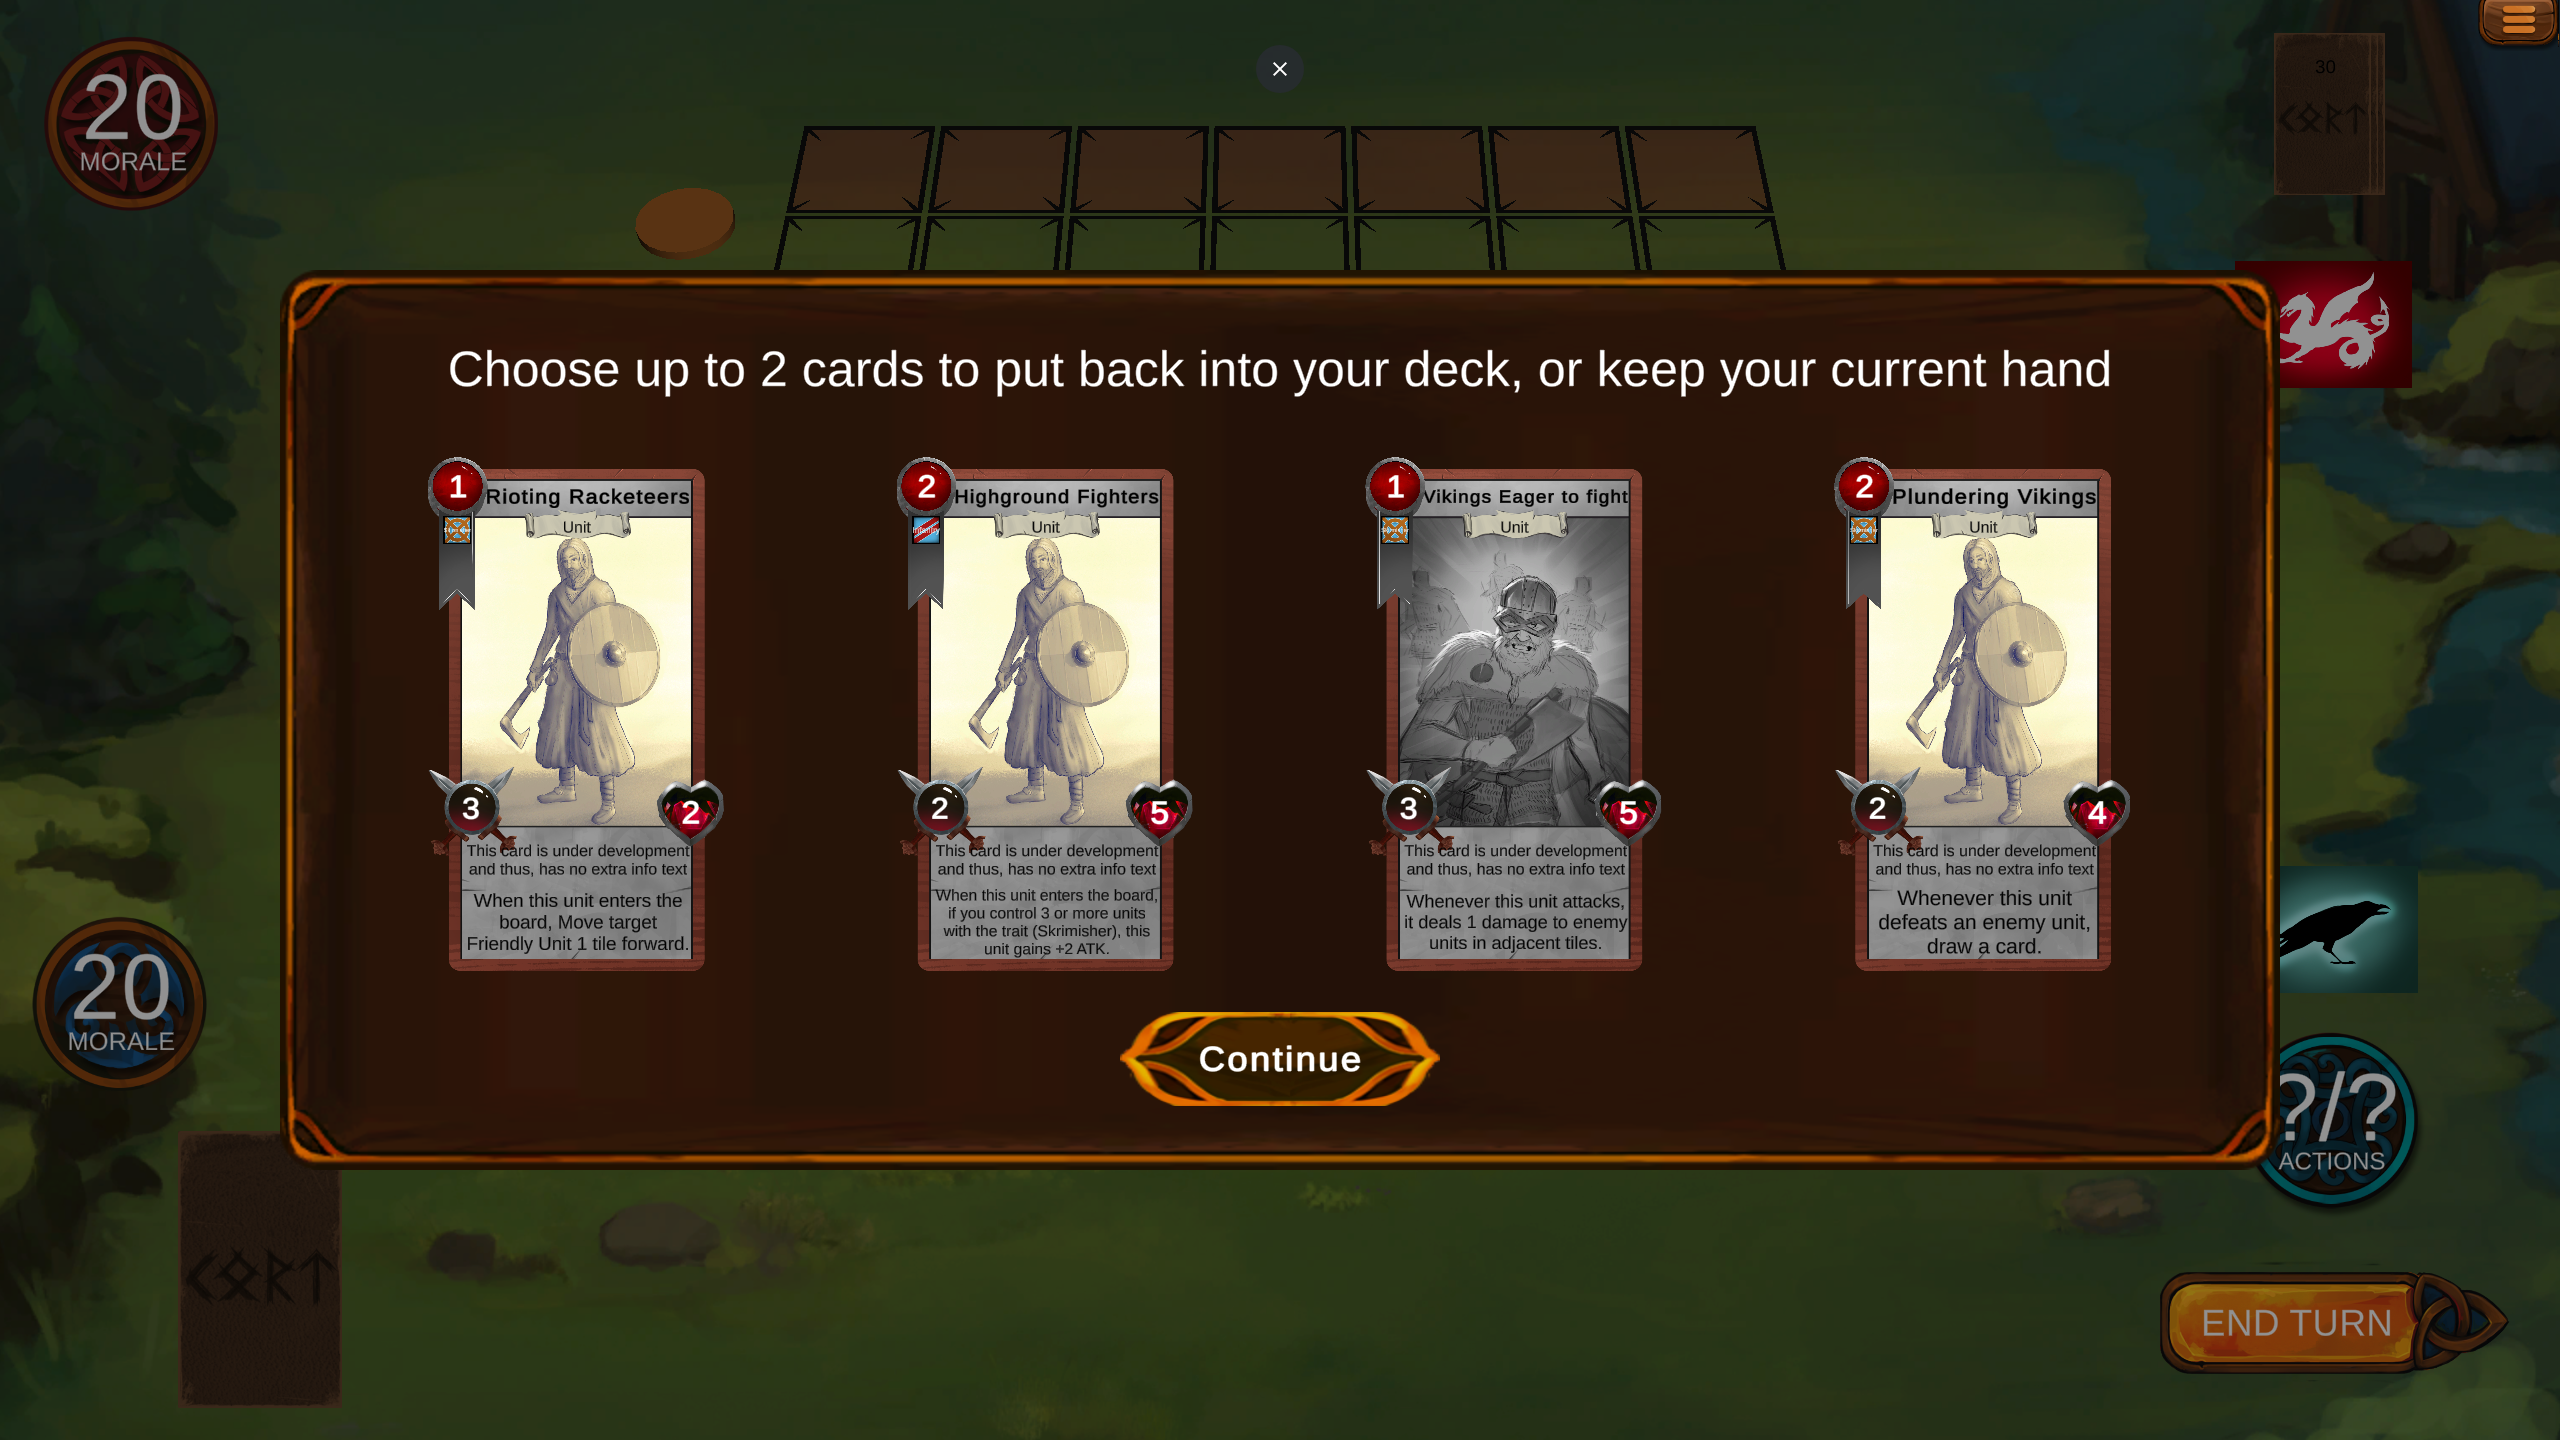 20
MORALE
30
ᚲᛟᚱᛏ
Choose up to 2 cards to put back into your deck, or keep your current hand
1
Rioting Racketeers
Unit
3
2
This card is under development
and thus, has no extra info text
When this unit enters the
board, Move target
Friendly Unit 1 tile forward.
2
Highground Fighters
Unit
2
5
This card is under development
and thus, has no extra info text
When this unit enters the board,
if you control 3 or more units
with the trait (Skrimisher), this
unit gains +2 ATK.
1
Vikings Eager to fight
Unit
3
5
This card is under development
and thus, has no extra info text
Whenever this unit attacks,
it deals 1 damage to enemy
units in adjacent tiles.
2
Plundering Vikings
Unit
2
4
This card is under development
and thus, has no extra info text
Whenever this unit
defeats an enemy unit,
draw a card.
Continue
20
MORALE
?/?
ACTIONS
ᚲᛟᚱᛏ
END TURN